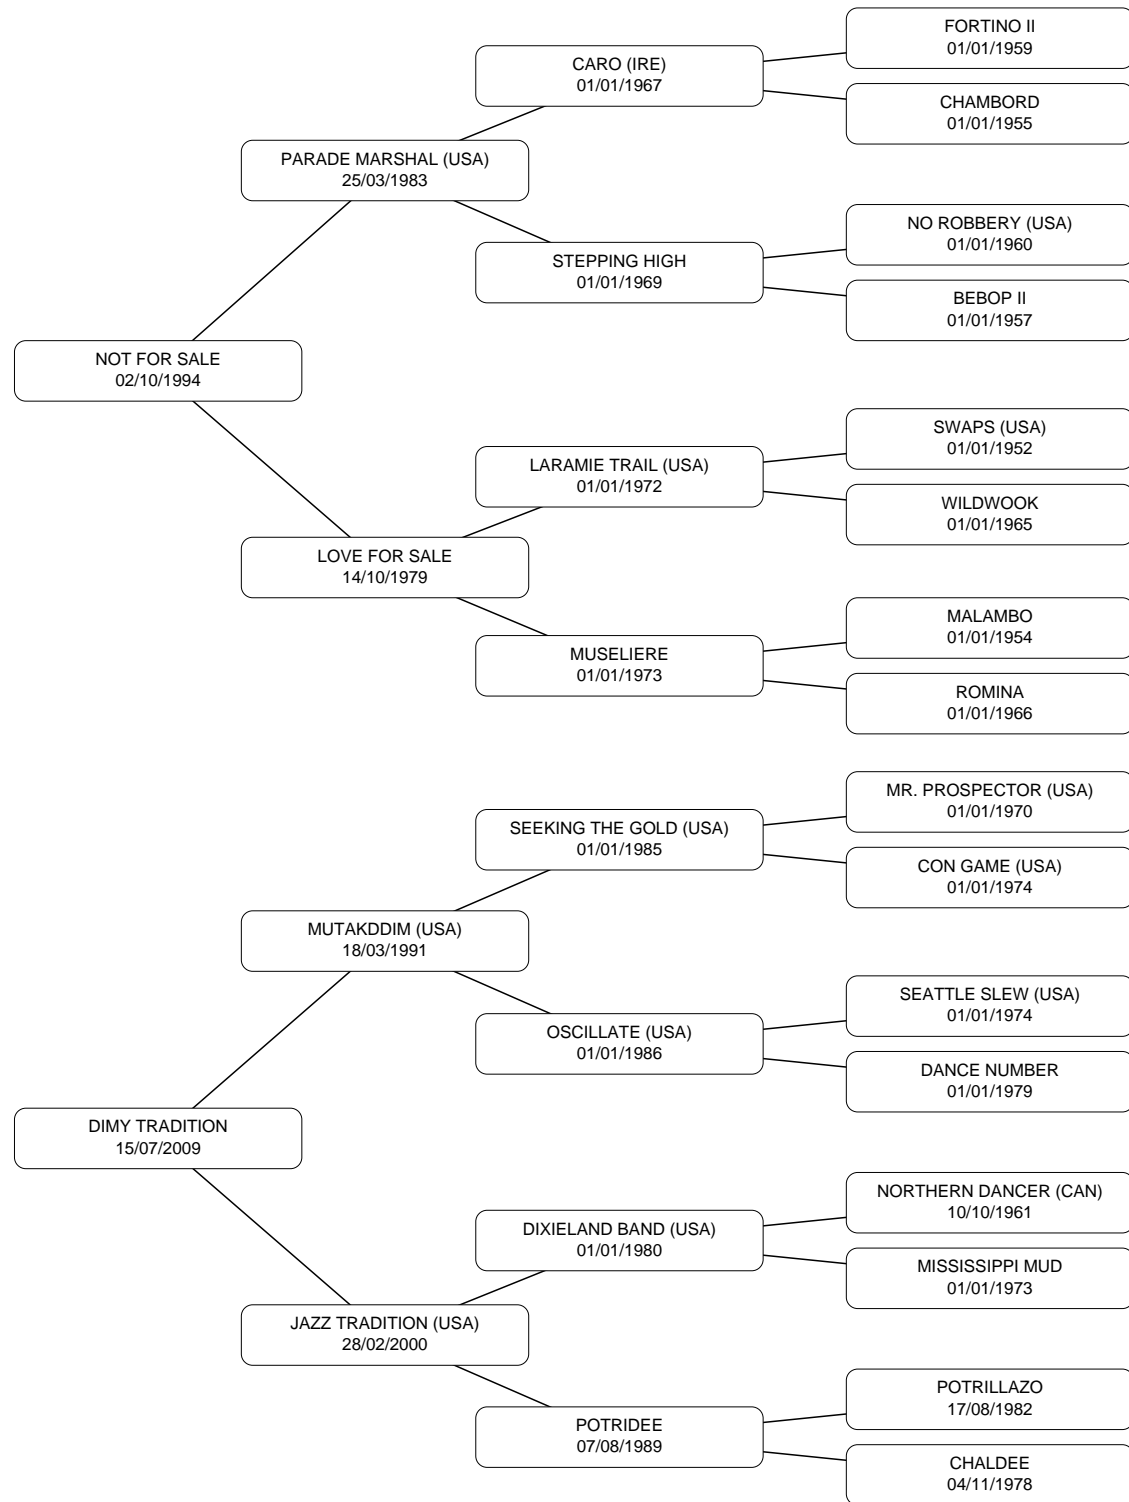 FORTINO II
01/01/1959
CARO (IRE)
01/01/1967
CHAMBORD
01/01/1955
PARADE MARSHAL (USA)
25/03/1983
NO ROBBERY (USA)
01/01/1960
STEPPING HIGH
01/01/1969
BEBOP II
01/01/1957
NOT FOR SALE
02/10/1994
SWAPS (USA)
01/01/1952
LARAMIE TRAIL (USA)
01/01/1972
WILDWOOK
01/01/1965
LOVE FOR SALE
14/10/1979
MALAMBO
01/01/1954
MUSELIERE
01/01/1973
ROMINA
01/01/1966
MR. PROSPECTOR (USA)
01/01/1970
SEEKING THE GOLD (USA)
01/01/1985
CON GAME (USA)
01/01/1974
MUTAKDDIM (USA)
18/03/1991
SEATTLE SLEW (USA)
01/01/1974
OSCILLATE (USA)
01/01/1986
DANCE NUMBER
01/01/1979
DIMY TRADITION
15/07/2009
NORTHERN DANCER (CAN)
10/10/1961
DIXIELAND BAND (USA)
01/01/1980
MISSISSIPPI MUD
01/01/1973
JAZZ TRADITION (USA)
28/02/2000
POTRILLAZO
17/08/1982
POTRIDEE
07/08/1989
CHALDEE
04/11/1978